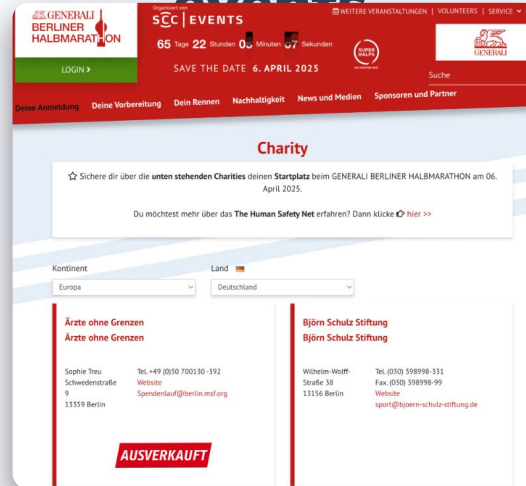 GENERALI
BERLINER
HALBMARATHON
LOGIN >
Organisiert von
SCC | EVENTS
65 Tage 22 Stunden Minuten Sekunden
SAVE THE DATE 6. APRIL 2025
SUPER
HALFS
WEITERE VERANSTALTUNGEN | VOLUNTEERS | SERVICE
GENERALI
Suche
Deine Anmeldung Deine Vorbereitung Dein Rennen Nachhaltigkeit News und Medien Sponsoren und Partner
Charity
Sichere dir über die unten stehenden Charities deinen Startplatz beim GENERALI BERLINER HALBMARATHON am 06.
April 2025.
Du möchtest mehr über das The Human Safety Net erfahren? Dann klicke hier >>
Kontinent
Europa
Land
Deutschland
Ärzte ohne Grenzen
Ärzte ohne Grenzen
Sophie Treu
Schwedenstraße
9
13359 Berlin
Tel.+49 (0)30 700130 -392
Website
Spendenlauf@berlin.msf.org
AUSVERKAUFT
Björn Schulz Stiftung
Björn Schulz Stiftung
Wilhelm-Wolff-
Straße 38
13156 Berlin
Tel. (030) 398998-331
Fax. (030) 398998-99
Website
sport@bjoern-schulz-stiftung.de